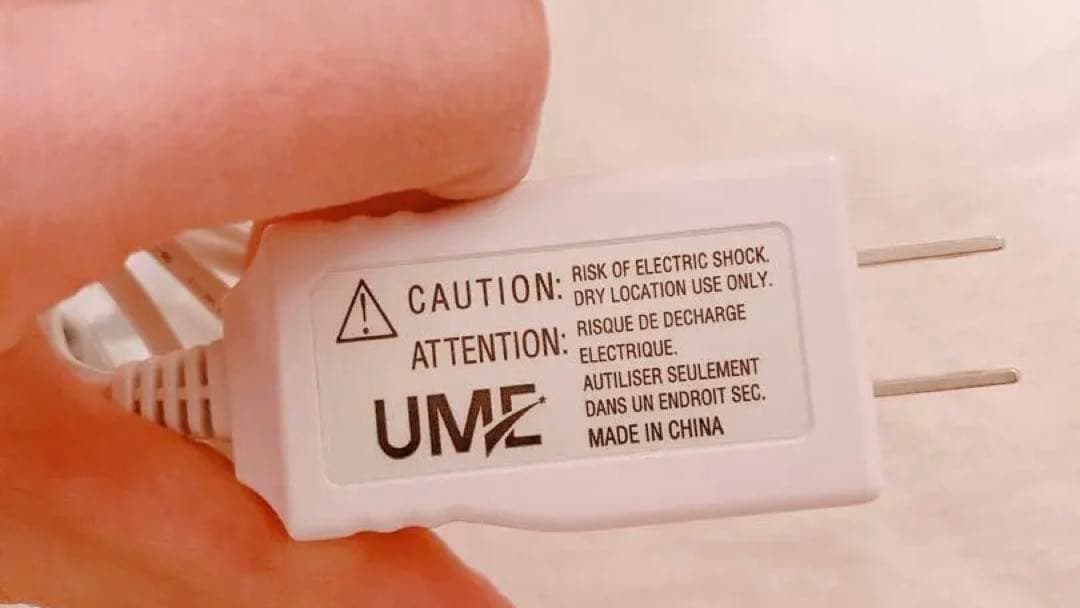 CAUTION: RISK OF ELECTRIC SHOCK.
DRY LOCATION USE ONLY.
ATTENTION: RISQUE DE DECHARGE
ELECTRIQUE.
AUTILISER SEULEMENT
DANS UN ENDROIT SEC.
UME
MADE IN CHINA